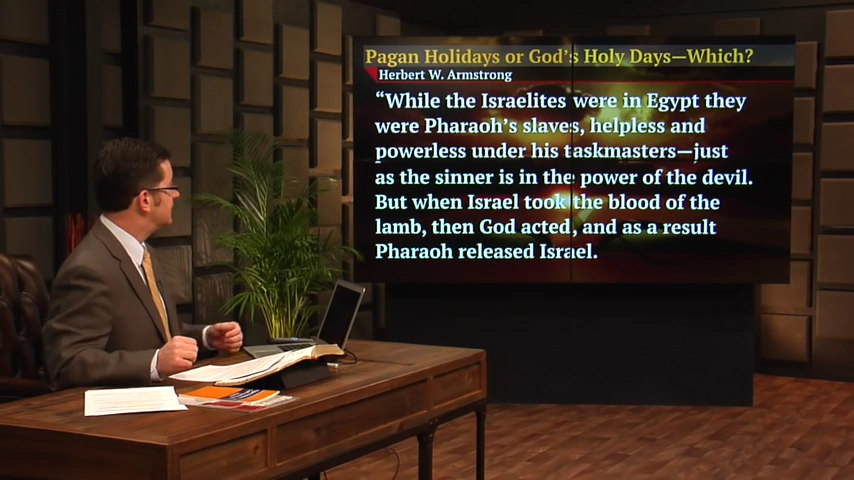 Pagan Holidays or God's Holy Days—Which?
Herbert W. Armstrong
“While the Israelites were in Egypt they
were Pharaoh’s slaves, helpless and
powerless under his taskmasters—just
as the sinner is in the power of the devil.
But when Israel took the blood of the
lamb, then God acted, and as a result
Pharaoh released Israel.